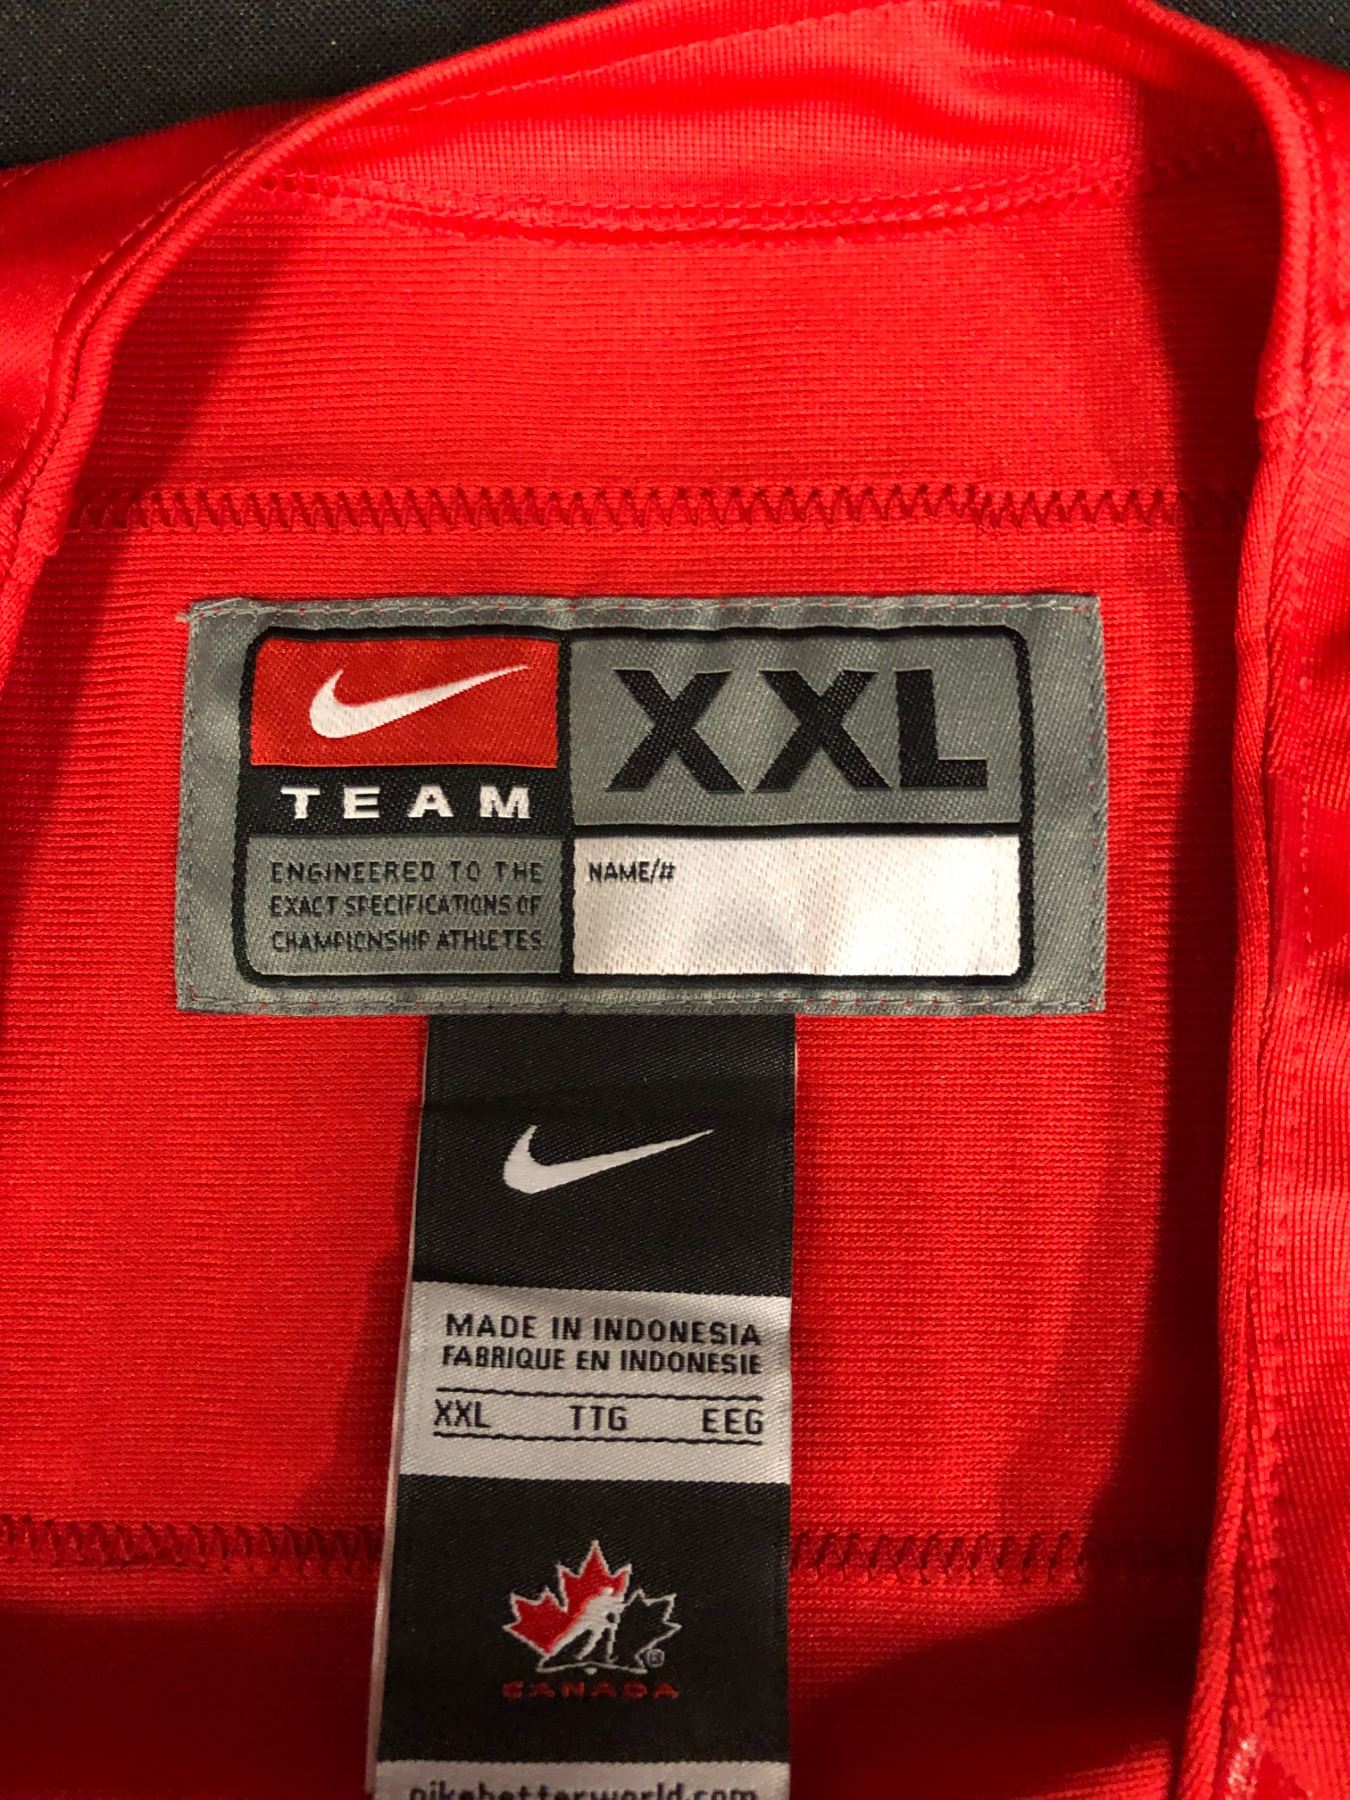 TEAM
XXL
ENGINEERED TO THE
EXACT SPECIFICATIONS OF
CHAMPIONSHIP ATHLETES
NAME/#
MADE IN INDONESIA
FABRIQUE EN INDONESIE
XXL TTG EEG
®
CANADA
nikebetterworld.com